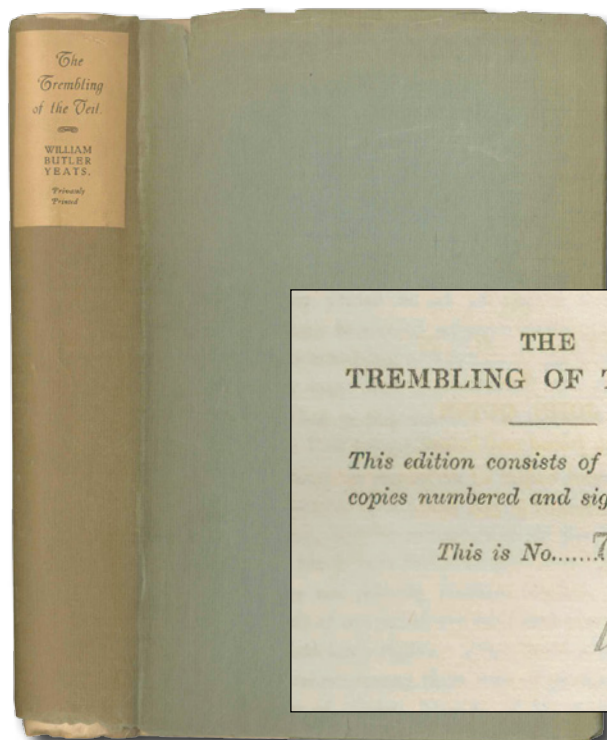 The
Trembling
of the Veil.
WILLIAM
BUTLER
YEATS.
Privately
Printed
THE
TREMBLING OF T
This edition consists of
copies numbered and sig
This is No.......7